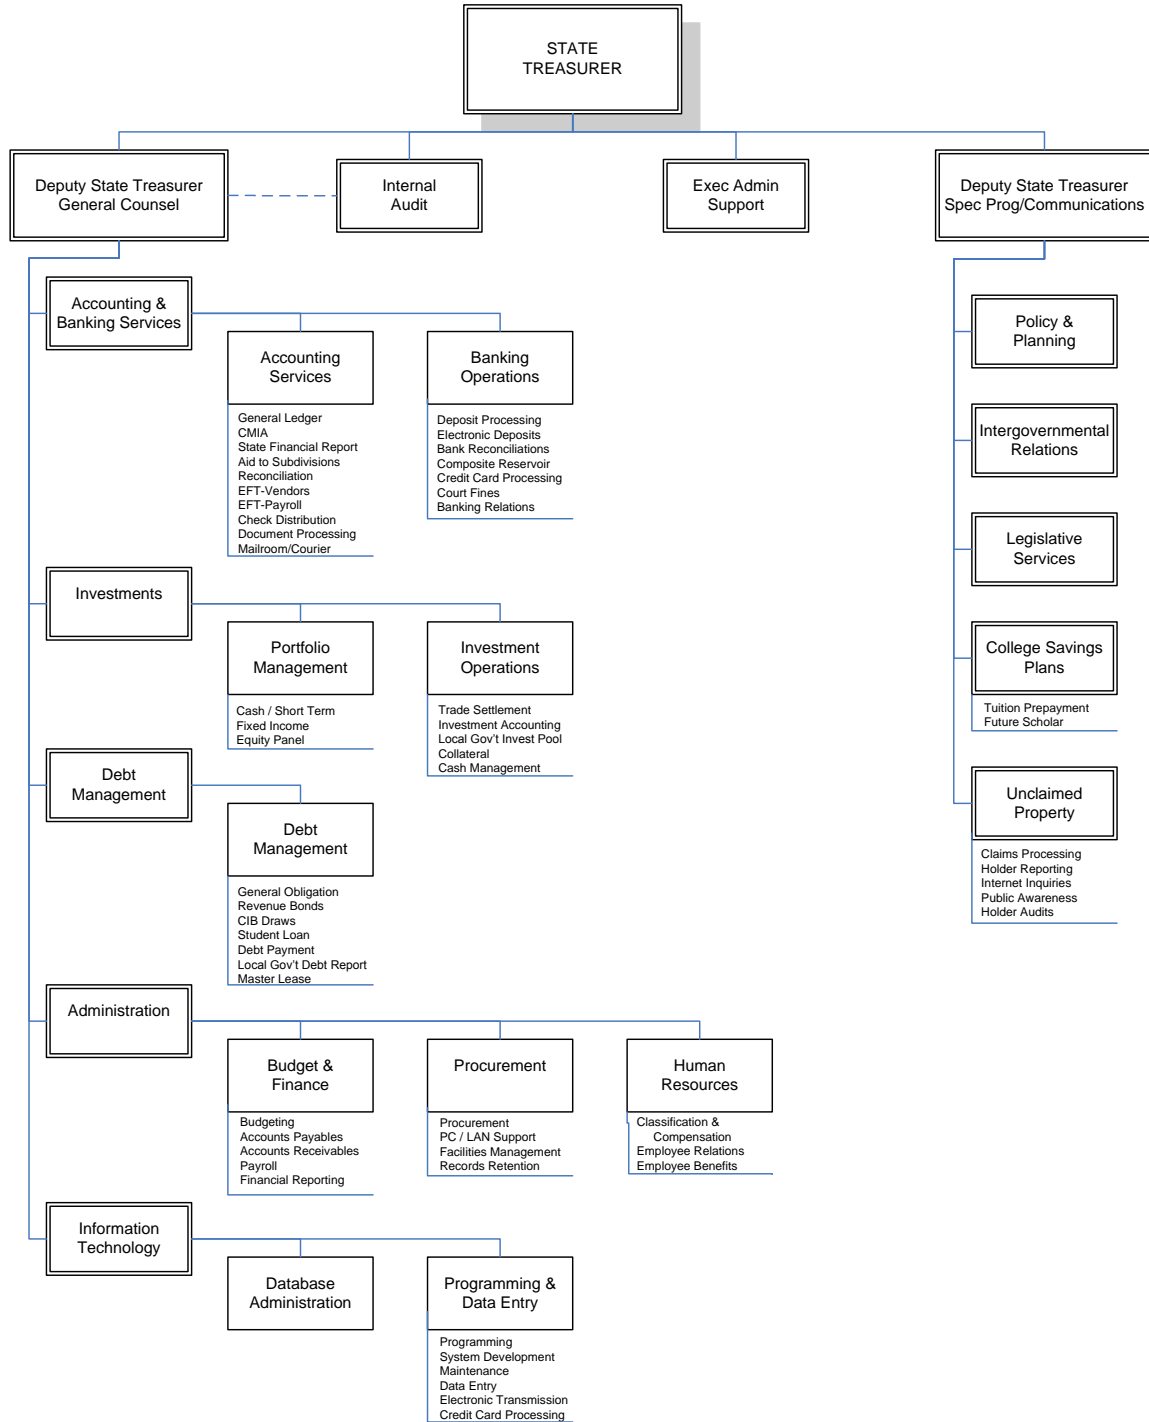 STATE
TREASURER
Deputy State Treasurer
General Counsel
Internal
Audit
Exec Admin
Support
Deputy State Treasurer
Spec Prog/Communications
Accounting &
Banking Services
Accounting
Services
General Ledger
CMIA
State Financial Report
Aid to Subdivisions
Reconciliation
EFT-Vendors
EFT-Payroll
Check Distribution
Document Processing
Mailroom/Courier
Banking
Operations
Deposit Processing
Electronic Deposits
Bank Reconciliations
Composite Reservoir
Credit Card Processing
Court Fines
Banking Relations
Investments
Portfolio
Management
Cash / Short Term
Fixed Income
Equity Panel
Investment
Operations
Trade Settlement
Investment Accounting
Local Gov't Invest Pool
Collateral
Cash Management
Debt
Management
Debt
Management
General Obligation
Revenue Bonds
CIB Draws
Student Loan
Debt Payment
Local Gov't Debt Report
Master Lease
Administration
Budget &
Finance
Budgeting
Accounts Payables
Accounts Receivables
Payroll
Financial Reporting
Procurement
Procurement
PC / LAN Support
Facilities Management
Records Retention
Human
Resources
Classification &
Compensation
Employee Relations
Employee Benefits
Information
Technology
Database
Administration
Programming &
Data Entry
Programming
System Development
Maintenance
Data Entry
Electronic Transmission
Credit Card Processing
Policy &
Planning
Intergovernmental
Relations
Legislative
Services
College Savings
Plans
Tuition Prepayment
Future Scholar
Unclaimed
Property
Claims Processing
Holder Reporting
Internet Inquiries
Public Awareness
Holder Audits